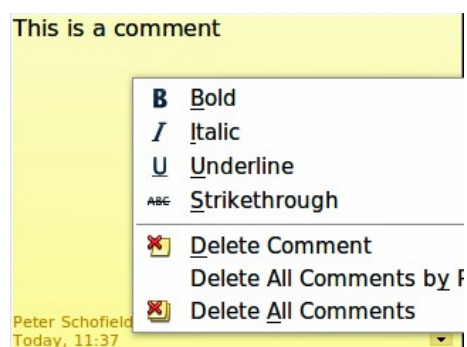 This is a comment
B Bold
I Italic
U Underline
ABC Strikethrough
Delete Comment
Delete All Comments by
Delete All Comments
Peter Schofield
Today, 11:37